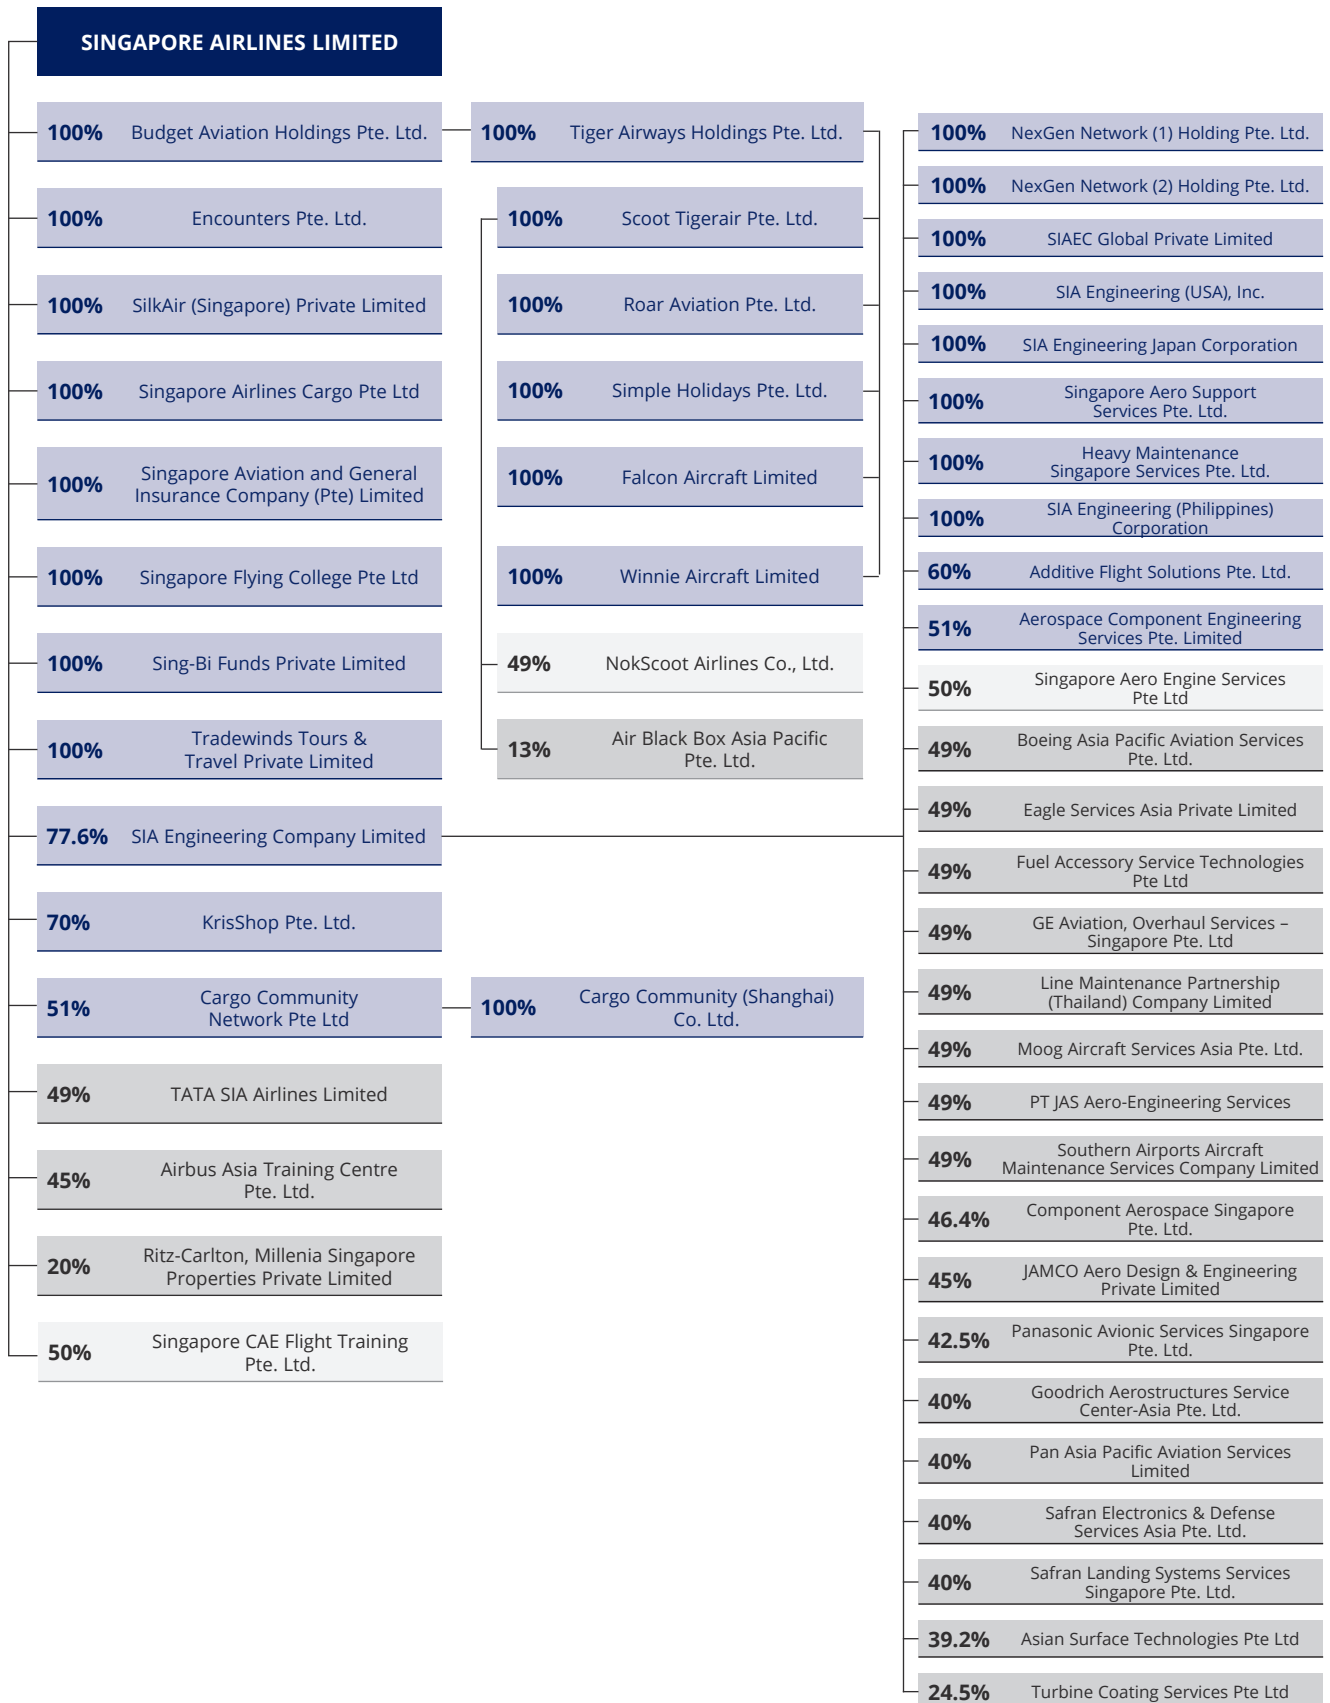 SINGAPORE AIRLINES LIMITED
100% Budget Aviation Holdings Pte. Ltd.
100% Encounters Pte. Ltd.
100% SilkAir (Singapore) Private Limited
100% Singapore Airlines Cargo Pte Ltd
100% Singapore Aviation and General
Insurance Company (Pte) Limited
100% Singapore Flying College Pte Ltd
100% Sing-Bi Funds Private Limited
100% Tradewinds Tours &
Travel Private Limited
77.6% SIA Engineering Company Limited
70% KrisShop Pte. Ltd.
51% Cargo Community
Network Pte Ltd
49% TATA SIA Airlines Limited
45% Airbus Asia Training Centre
Pte. Ltd.
20% Ritz-Carlton, Millenia Singapore
Properties Private Limited
50% Singapore CAE Flight Training
Pte. Ltd.
100% Tiger Airways Holdings Pte. Ltd.
100% Scoot Tigerair Pte. Ltd.
100% Roar Aviation Pte. Ltd.
100% Simple Holidays Pte. Ltd.
100% Falcon Aircraft Limited
100% Winnie Aircraft Limited
49% NokScoot Airlines Co., Ltd.
13% Air Black Box Asia Pacific
Pte. Ltd.
100% Cargo Community (Shanghai)
Co. Ltd.
100% NexGen Network (1) Holding Pte. Ltd.
100% NexGen Network (2) Holding Pte. Ltd.
100% SIAEC Global Private Limited
100% SIA Engineering (USA), Inc.
100% SIA Engineering Japan Corporation
100% Singapore Aero Support
Services Pte. Ltd.
100% Heavy Maintenance
Singapore Services Pte. Ltd.
100% SIA Engineering (Philippines)
Corporation
60% Additive Flight Solutions Pte. Ltd.
51% Aerospace Component Engineering
Services Pte. Limited
50% Singapore Aero Engine Services
Pte Ltd
49% Boeing Asia Pacific Aviation Services
Pte. Ltd.
49% Eagle Services Asia Private Limited
49% Fuel Accessory Service Technologies
Pte Ltd
49% GE Aviation, Overhaul Services –
Singapore Pte. Ltd
49% Line Maintenance Partnership
(Thailand) Company Limited
49% Moog Aircraft Services Asia Pte. Ltd.
49% PT JAS Aero-Engineering Services
49% Southern Airports Aircraft
Maintenance Services Company Limited
46.4% Component Aerospace Singapore
Pte. Ltd.
45% JAMCO Aero Design & Engineering
Private Limited
42.5% Panasonic Avionic Services Singapore
Pte. Ltd.
40% Goodrich Aerostructures Service
Center-Asia Pte. Ltd.
40% Pan Asia Pacific Aviation Services
Limited
40% Safran Electronics & Defense
Services Asia Pte. Ltd.
40% Safran Landing Systems Services
Singapore Pte. Ltd.
39.2% Asian Surface Technologies Pte Ltd
24.5% Turbine Coating Services Pte Ltd